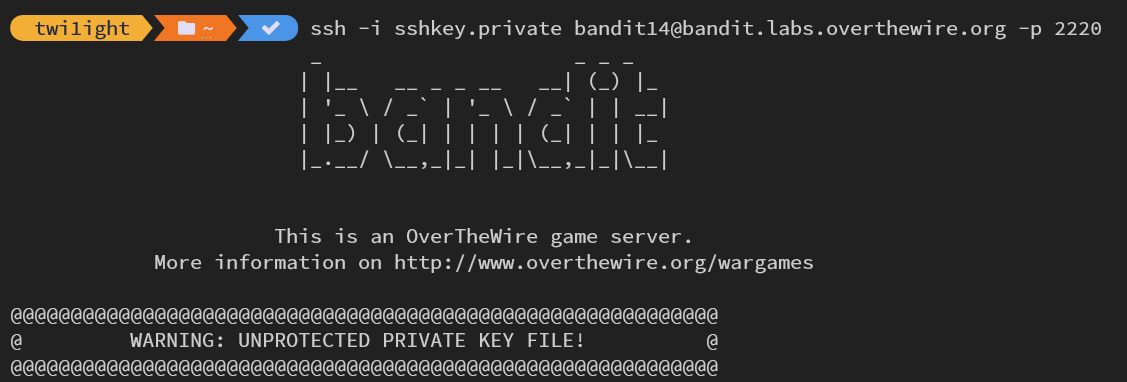 twi1ight ~ ssh -i sshkey.private bandit14@bandit.labs.overthewire.org -p 2220
                         _                     _ _ _
                        | |__   __ _ _ __   __| (_) |_
                        | '_ \ / _` | '_ \ / _` | | __|
                        | |_) | (_| | | | | (_| | | |_
                        |_.__/ \__,_|_| |_|\__,_|_|\__|
                      This is an OverTheWire game server.
            More information on http://www.overthewire.org/wargames
@@@@@@@@@@@@@@@@@@@@@@@@@@@@@@@@@@@@@@@@@@@@@@@@@@@@@@@@@@@
@         WARNING: UNPROTECTED PRIVATE KEY FILE!          @
@@@@@@@@@@@@@@@@@@@@@@@@@@@@@@@@@@@@@@@@@@@@@@@@@@@@@@@@@@@